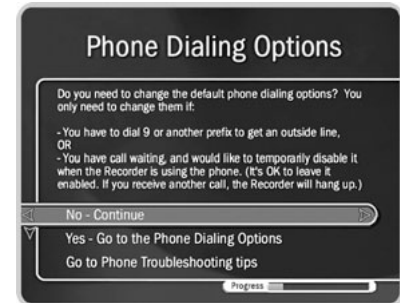 Phone Dialing Options
Do you need to change the default phone dialing options? You
only need to change them if:
- You have to dial 9 or another prefix to get an outside line,
OR
- You have call waiting, and would like to temporarily disable it
when the Recorder is using the phone. (It's OK to leave it
enabled. If you receive another call, the Recorder will hang up.)
No - Continue
Yes - Go to the Phone Dialing Options
Go to Phone Troubleshooting tips
Progress